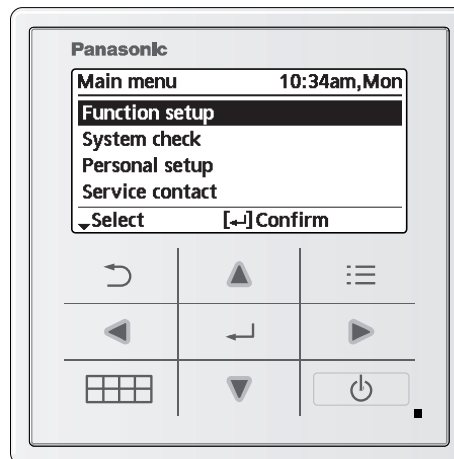 Panasonic
Main menu 10:34am,Mon
Function setup
System check
Personal setup
Service contact
Select [↵] Confirm